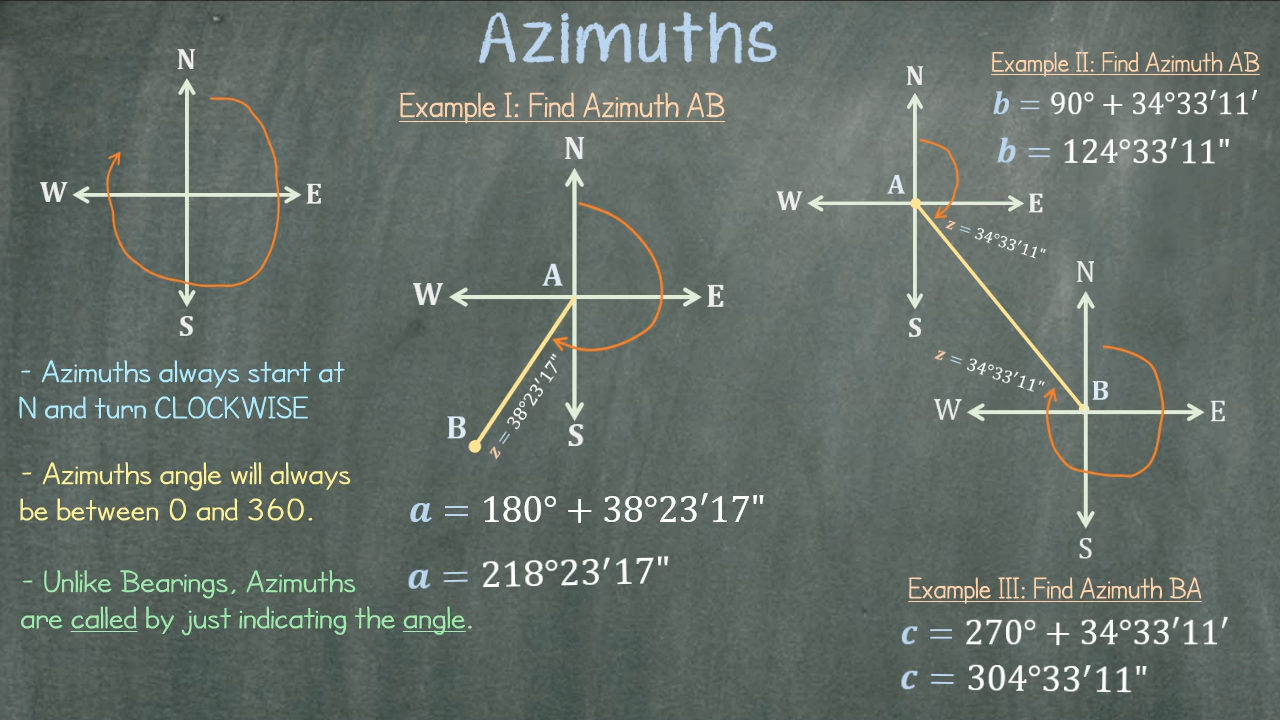 Azimuths
N
W
E
S
- Azimuths always start at
N and turn CLOCKWISE
- Azimuths angle will always
be between 0 and 360.
- Unlike Bearings, Azimuths
are called by just indicating the angle.
Example I: Find Azimuth AB
N
A
W
E
B
S
z = 38°23′17"
a = 180° + 38°23′17"
a = 218°23′17"
Example II: Find Azimuth AB
b = 90° + 34°33′11′
b = 124°33′11"
N
A
W
E
S
z = 34°33′11"
N
z = 34°33′11"
B
W
E
S
Example III: Find Azimuth BA
c = 270° + 34°33′11′
c = 304°33′11"